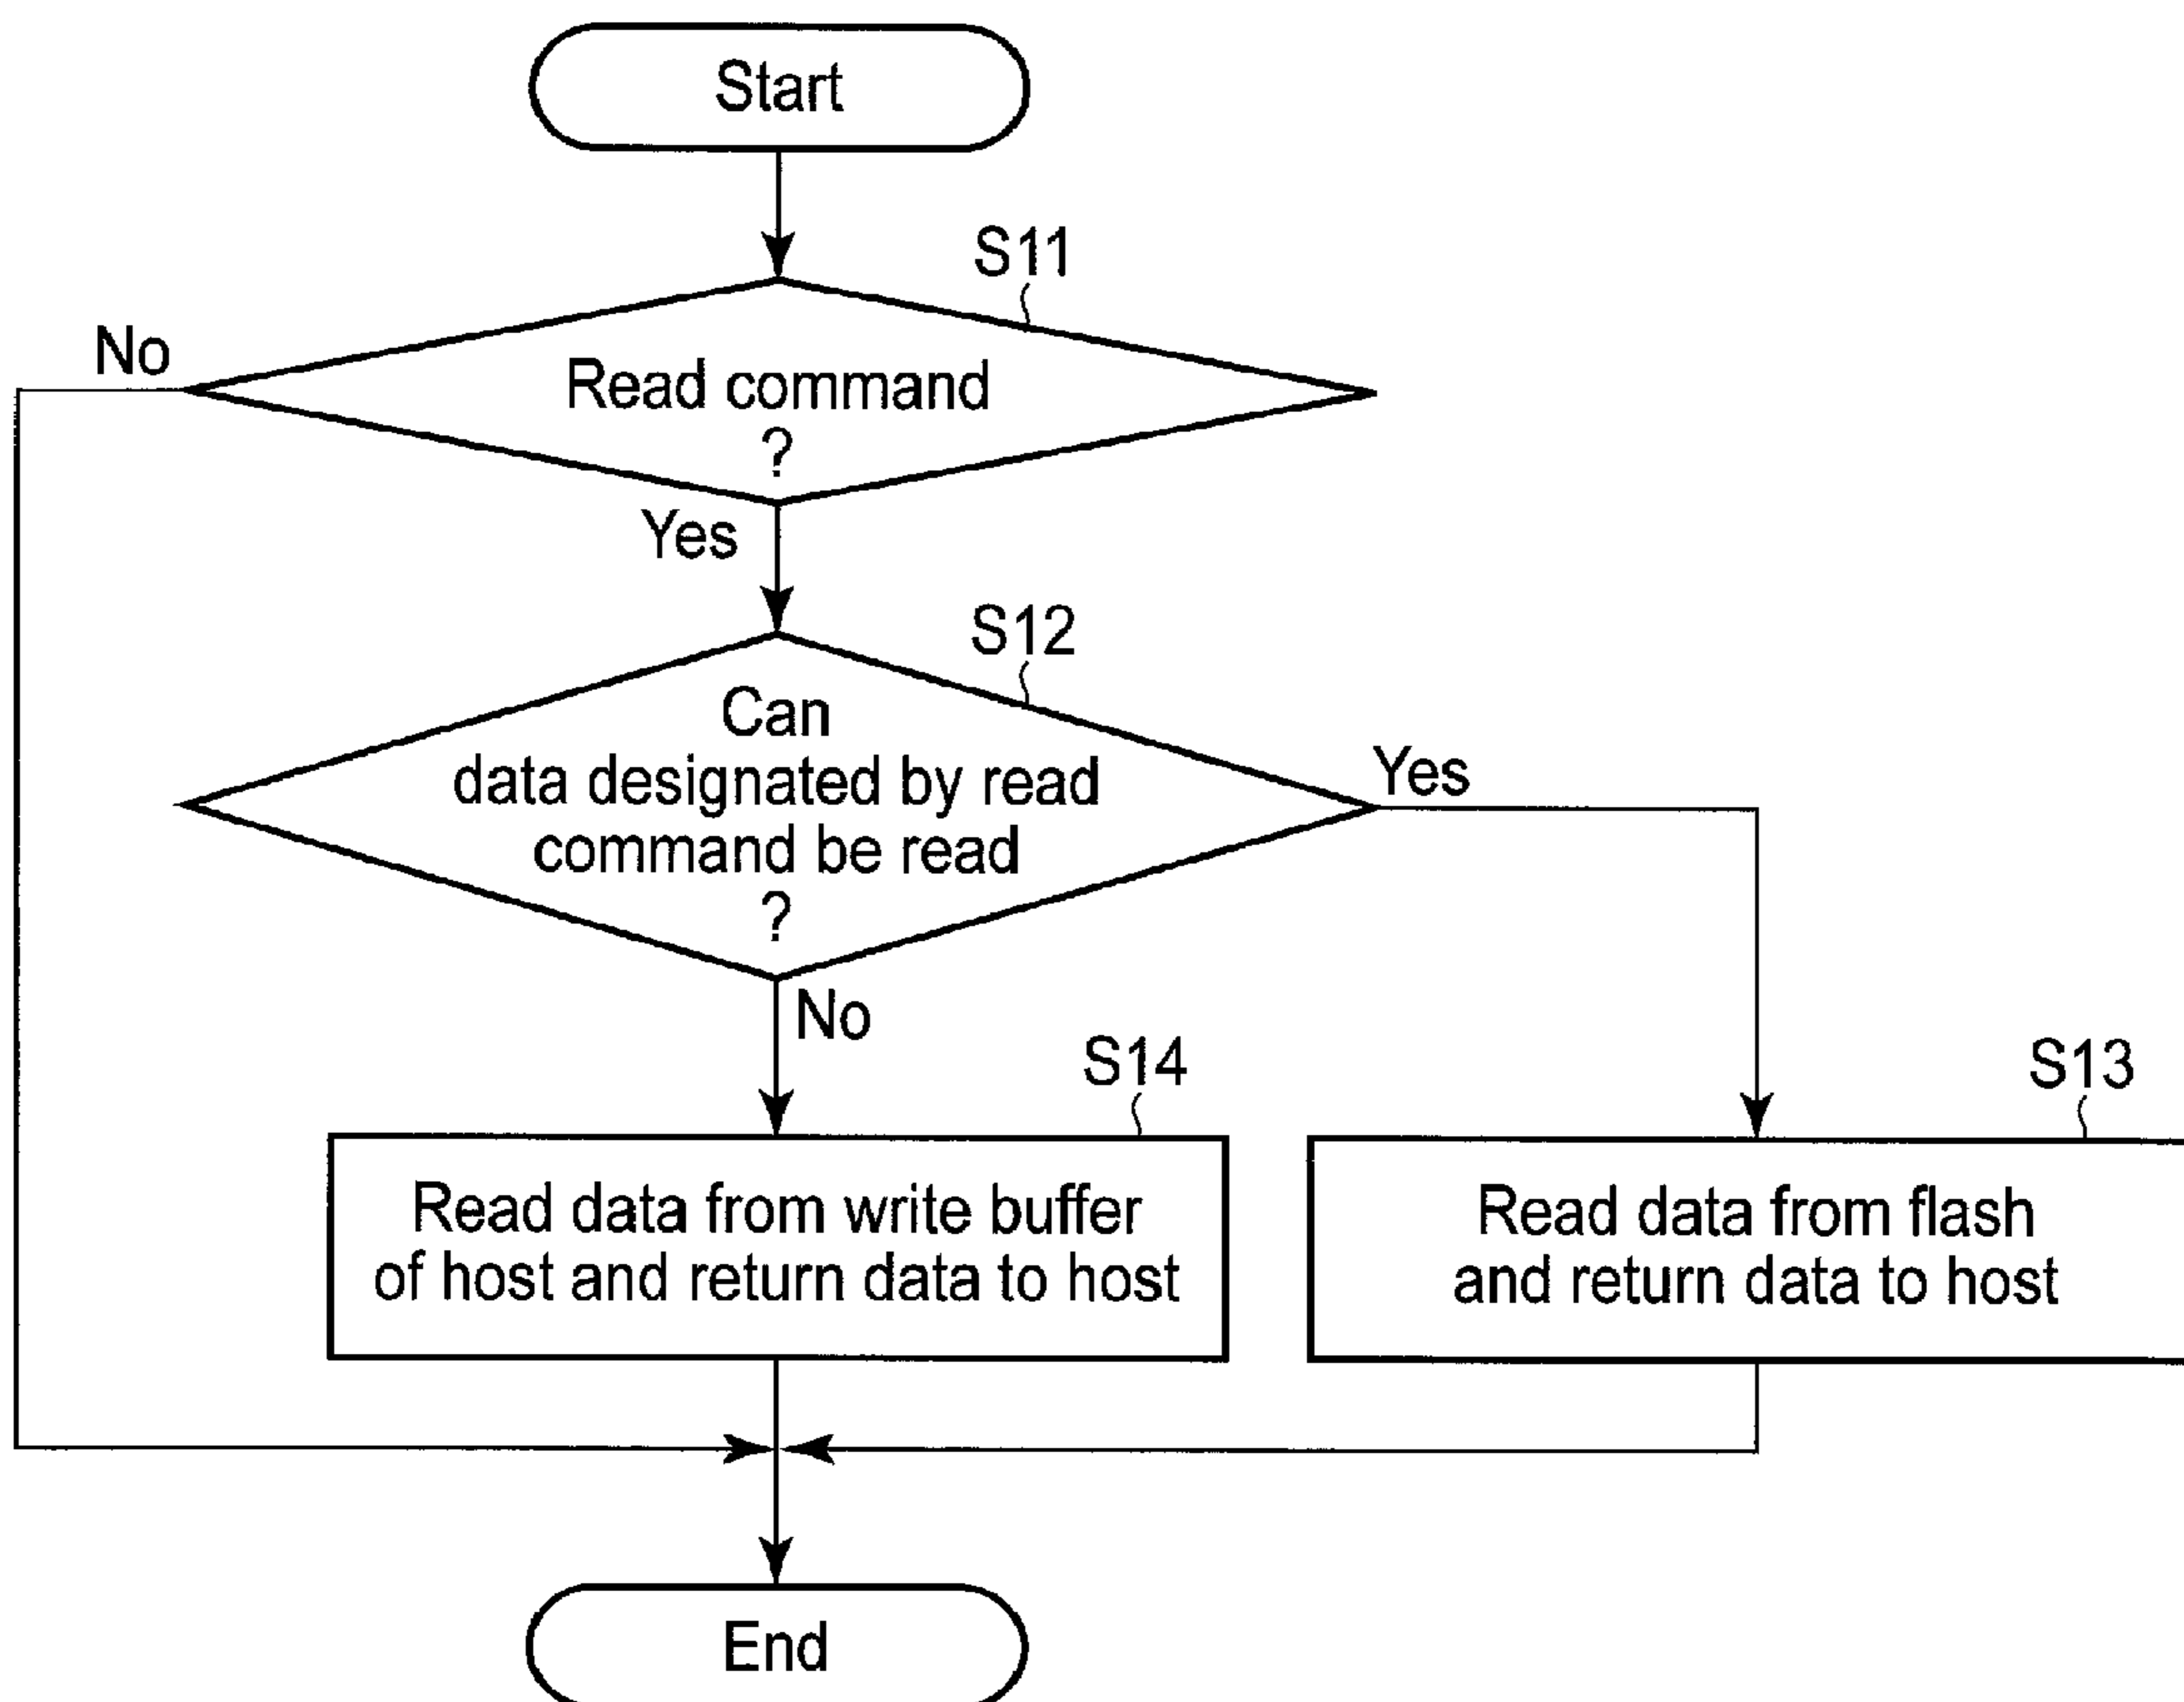 Start
S11
No
Read command
?
Yes
S12
Can
data designated by read
command be read
?
Yes
No
S14
S13
Read data from write buffer
of host and return data to host
Read data from flash
and return data to host
End